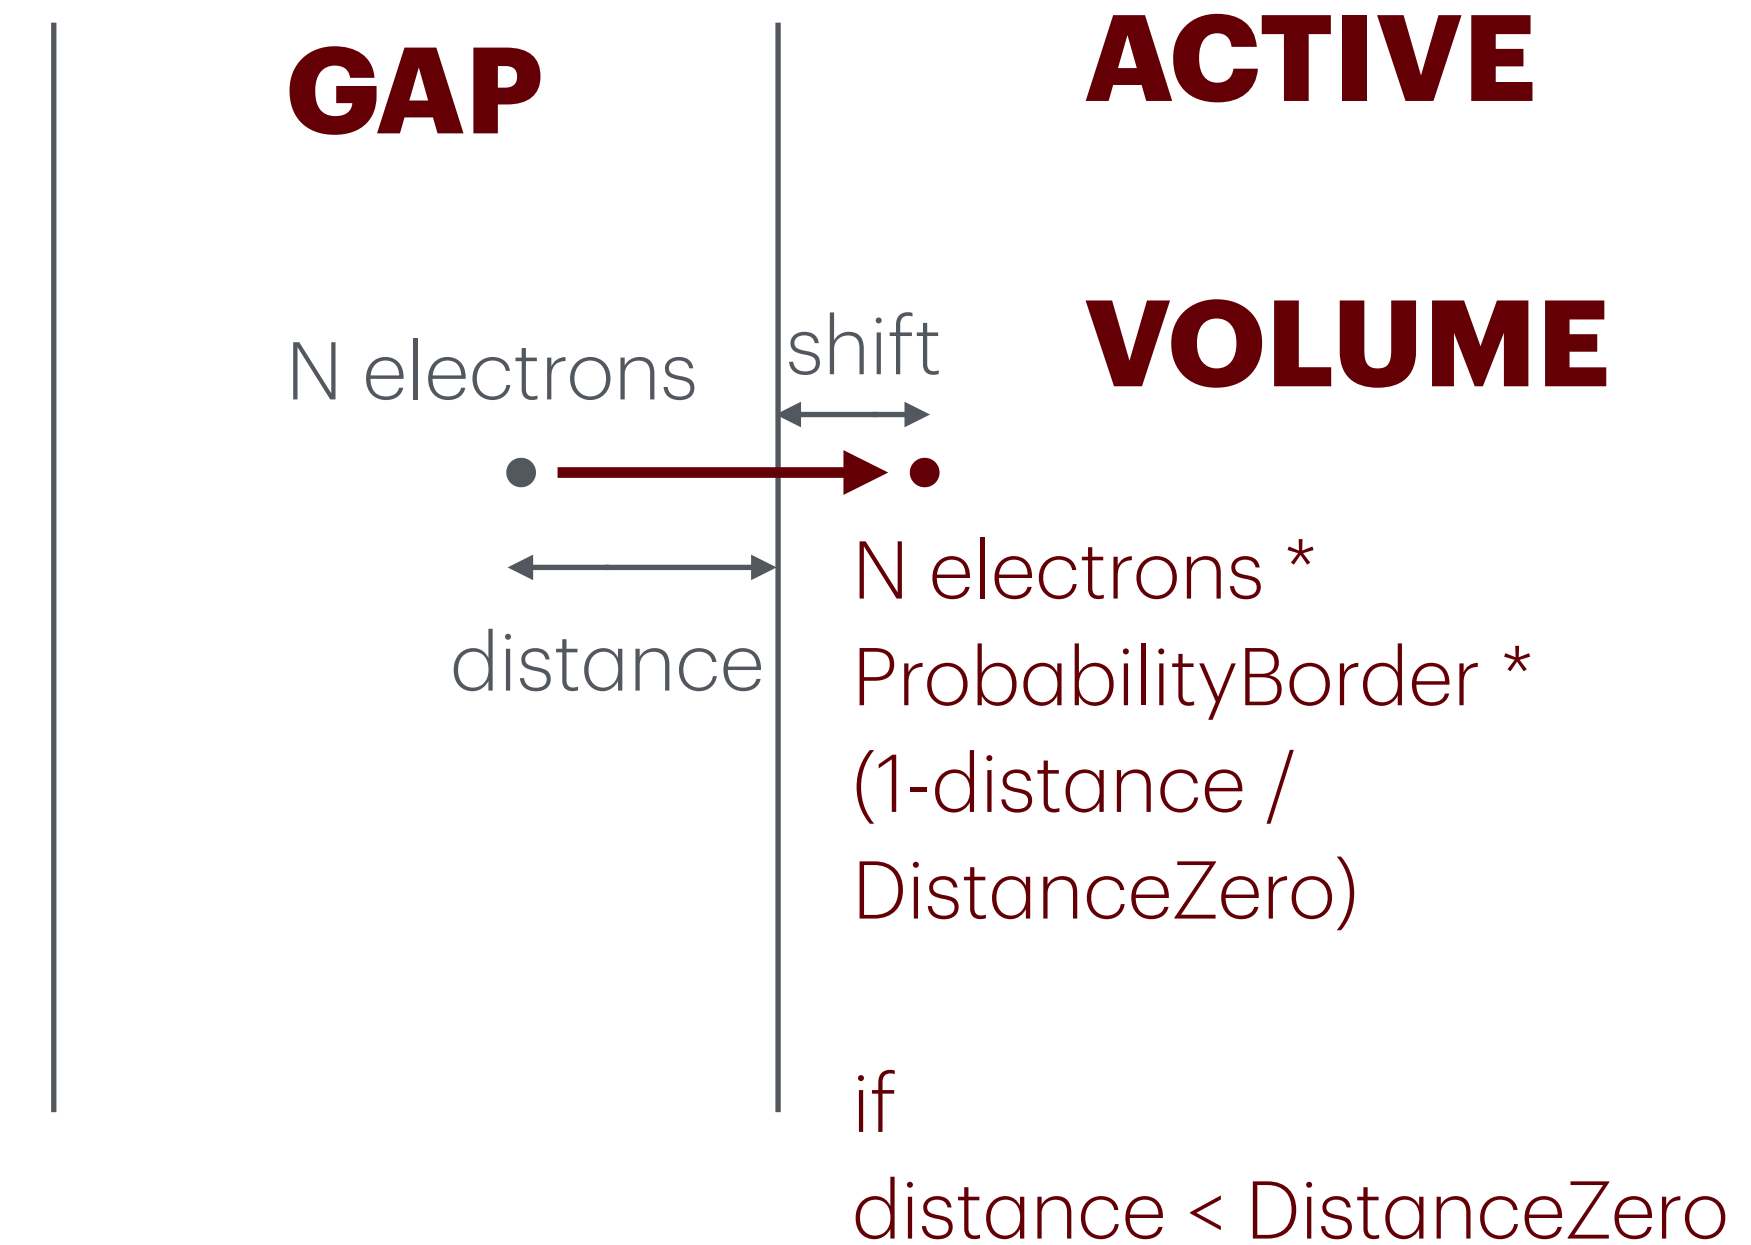 GAP
ACTIVE
VOLUME
N electrons
shift
distance
N electrons *
ProbabilityBorder *
(1-distance /
DistanceZero)
if
distance < DistanceZero